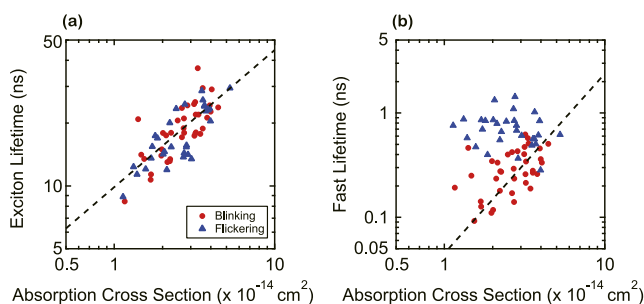 (a)
50
10
5
Exciton Lifetime (ns)
Blinking
Flickering
0.5
1
10
Absorption Cross Section (x 10-14 cm2)
(b)
10
1
0.1
0.05
Fast Lifetime (ns)
0.5
1
10
Absorption Cross Section (x 10-14 cm2)